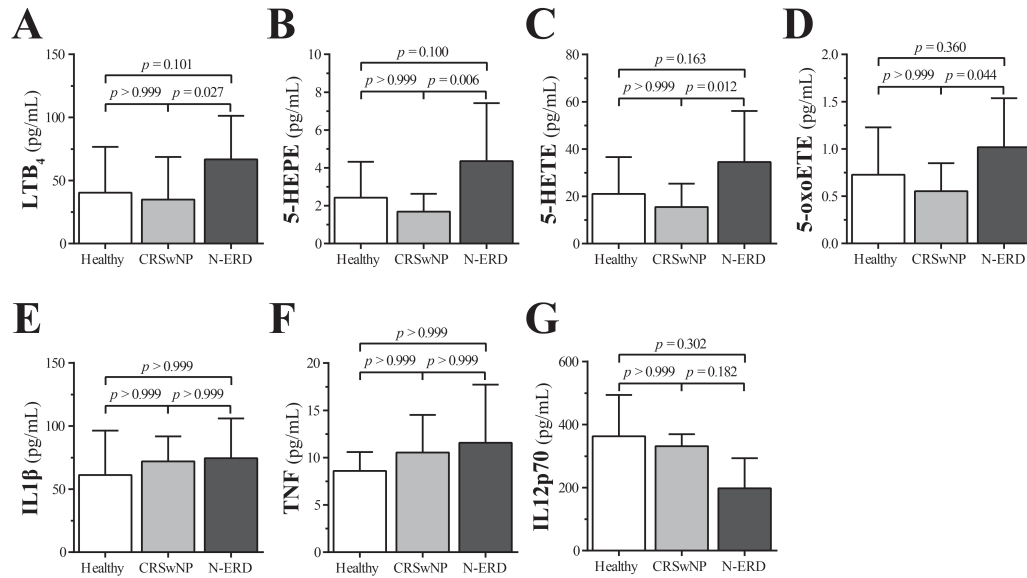 A
LTB4 (pg/mL)
150
100
50
0
p = 0.101
p > 0.999 p = 0.027
Healthy CRSwNP N-ERD
B
5-HEPE (pg/mL)
10
8
6
4
2
0
p = 0.100
p > 0.999 p = 0.006
Healthy CRSwNP N-ERD
C
5-HETE (pg/mL)
80
60
40
20
0
p = 0.163
p > 0.999 p = 0.012
Healthy CRSwNP N-ERD
D
5-oxoETE (pg/mL)
2.0
1.5
1.0
0.5
0.0
p = 0.360
p > 0.999 p = 0.044
Healthy CRSwNP N-ERD
E
IL1β (pg/mL)
150
100
50
0
p > 0.999
p > 0.999 p > 0.999
Healthy CRSwNP N-ERD
F
TNF (pg/mL)
20
15
10
5
0
p > 0.999
p > 0.999 p > 0.999
Healthy CRSwNP N-ERD
G
IL12p70 (pg/mL)
600
400
200
0
p = 0.302
p > 0.999 p = 0.182
Healthy CRSwNP N-ERD